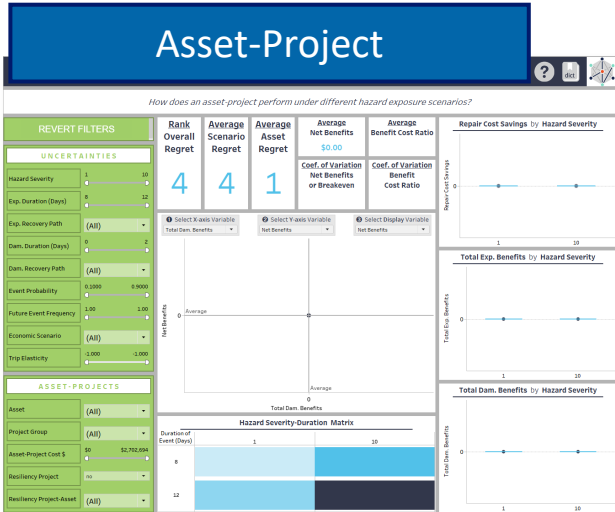 Asset-Project
? dict
How does an asset-project perform under different hazard exposure scenarios?
REVERT FILTERS
UNCERTAINTIES
Hazard Severity 1 10
Exp. Duration (Days) 8 12
Exp. Recovery Path (All)
Dam. Duration (Days) 0 2
Dam. Recovery Path (All)
Event Probability 0.1000 0.9000
Future Event Frequency 1.00 1.00
Economic Scenario (All)
Trip Elasticity -1.000 -1.000
ASSET-PROJECTS
Asset (All)
Project Group (All)
Asset-Project Cost $ $0 $2,702,694
Resiliency Project no
Resiliency Project-Asset (All)
Rank
Overall
Regret
4
Average
Scenario
Regret
4
Average
Asset
Regret
1
Average
Net Benefits
$0.00
Average
Benefit Cost Ratio
Coef. of Variation
Net Benefits
or Breakeven
Coef. of Variation
Benefit
Cost Ratio
1 Select X-axis Variable
Total Dam. Benefits
2 Select Y-axis Variable
Net Benefits
3 Select Display Variable
Net Benefits
Net Benefits
0
Average
Average
0
Total Dam. Benefits
Hazard Severity-Duration Matrix
Duration of
Event (Days) 1 10
8
12
Repair Cost Savings by Hazard Severity
Repair Cost Savings
0
1 10
Total Exp. Benefits by Hazard Severity
Total Exp. Benefits
0
1 10
Total Dam. Benefits by Hazard Severity
Total Dam. Benefits
0
1 10